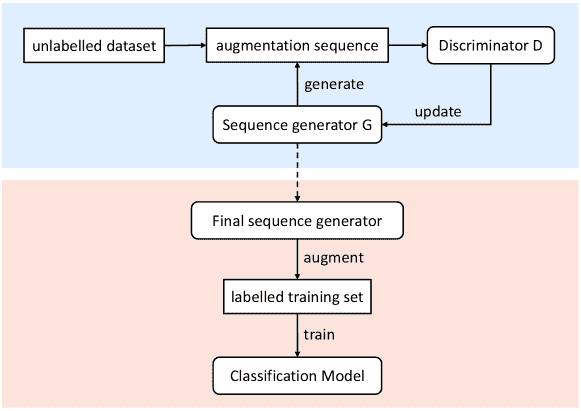 unlabelled dataset
augmentation sequence
Discriminator D
generate
update
Sequence generator G
Final sequence generator
augment
labelled training set
train
Classification Model